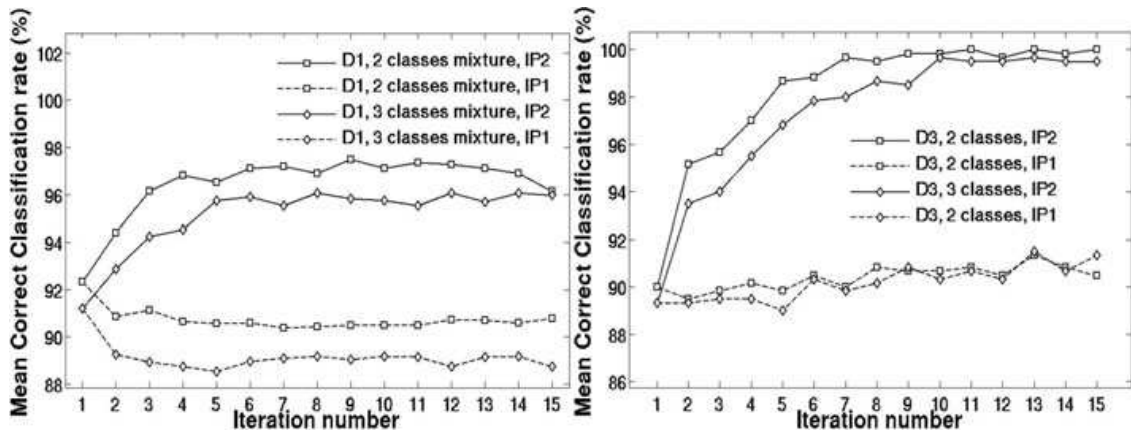 Mean Correct Classification rate (%)
102
100
98
96
94
92
90
88
D1, 2 classes mixture, IP2
D1, 2 classes mixture, IP1
D1, 3 classes mixture, IP2
D1, 3 classes mixture, IP1
1 2 3 4 5 6 7 8 9 10 11 12 13 14 15
Iteration number
Mean Correct Classification rate (%)
100
98
96
94
92
90
88
86
D3, 2 classes, IP2
D3, 2 classes, IP1
D3, 3 classes, IP2
D3, 2 classes, IP1
1 2 3 4 5 6 7 8 9 10 11 12 13 14 15
Iteration number